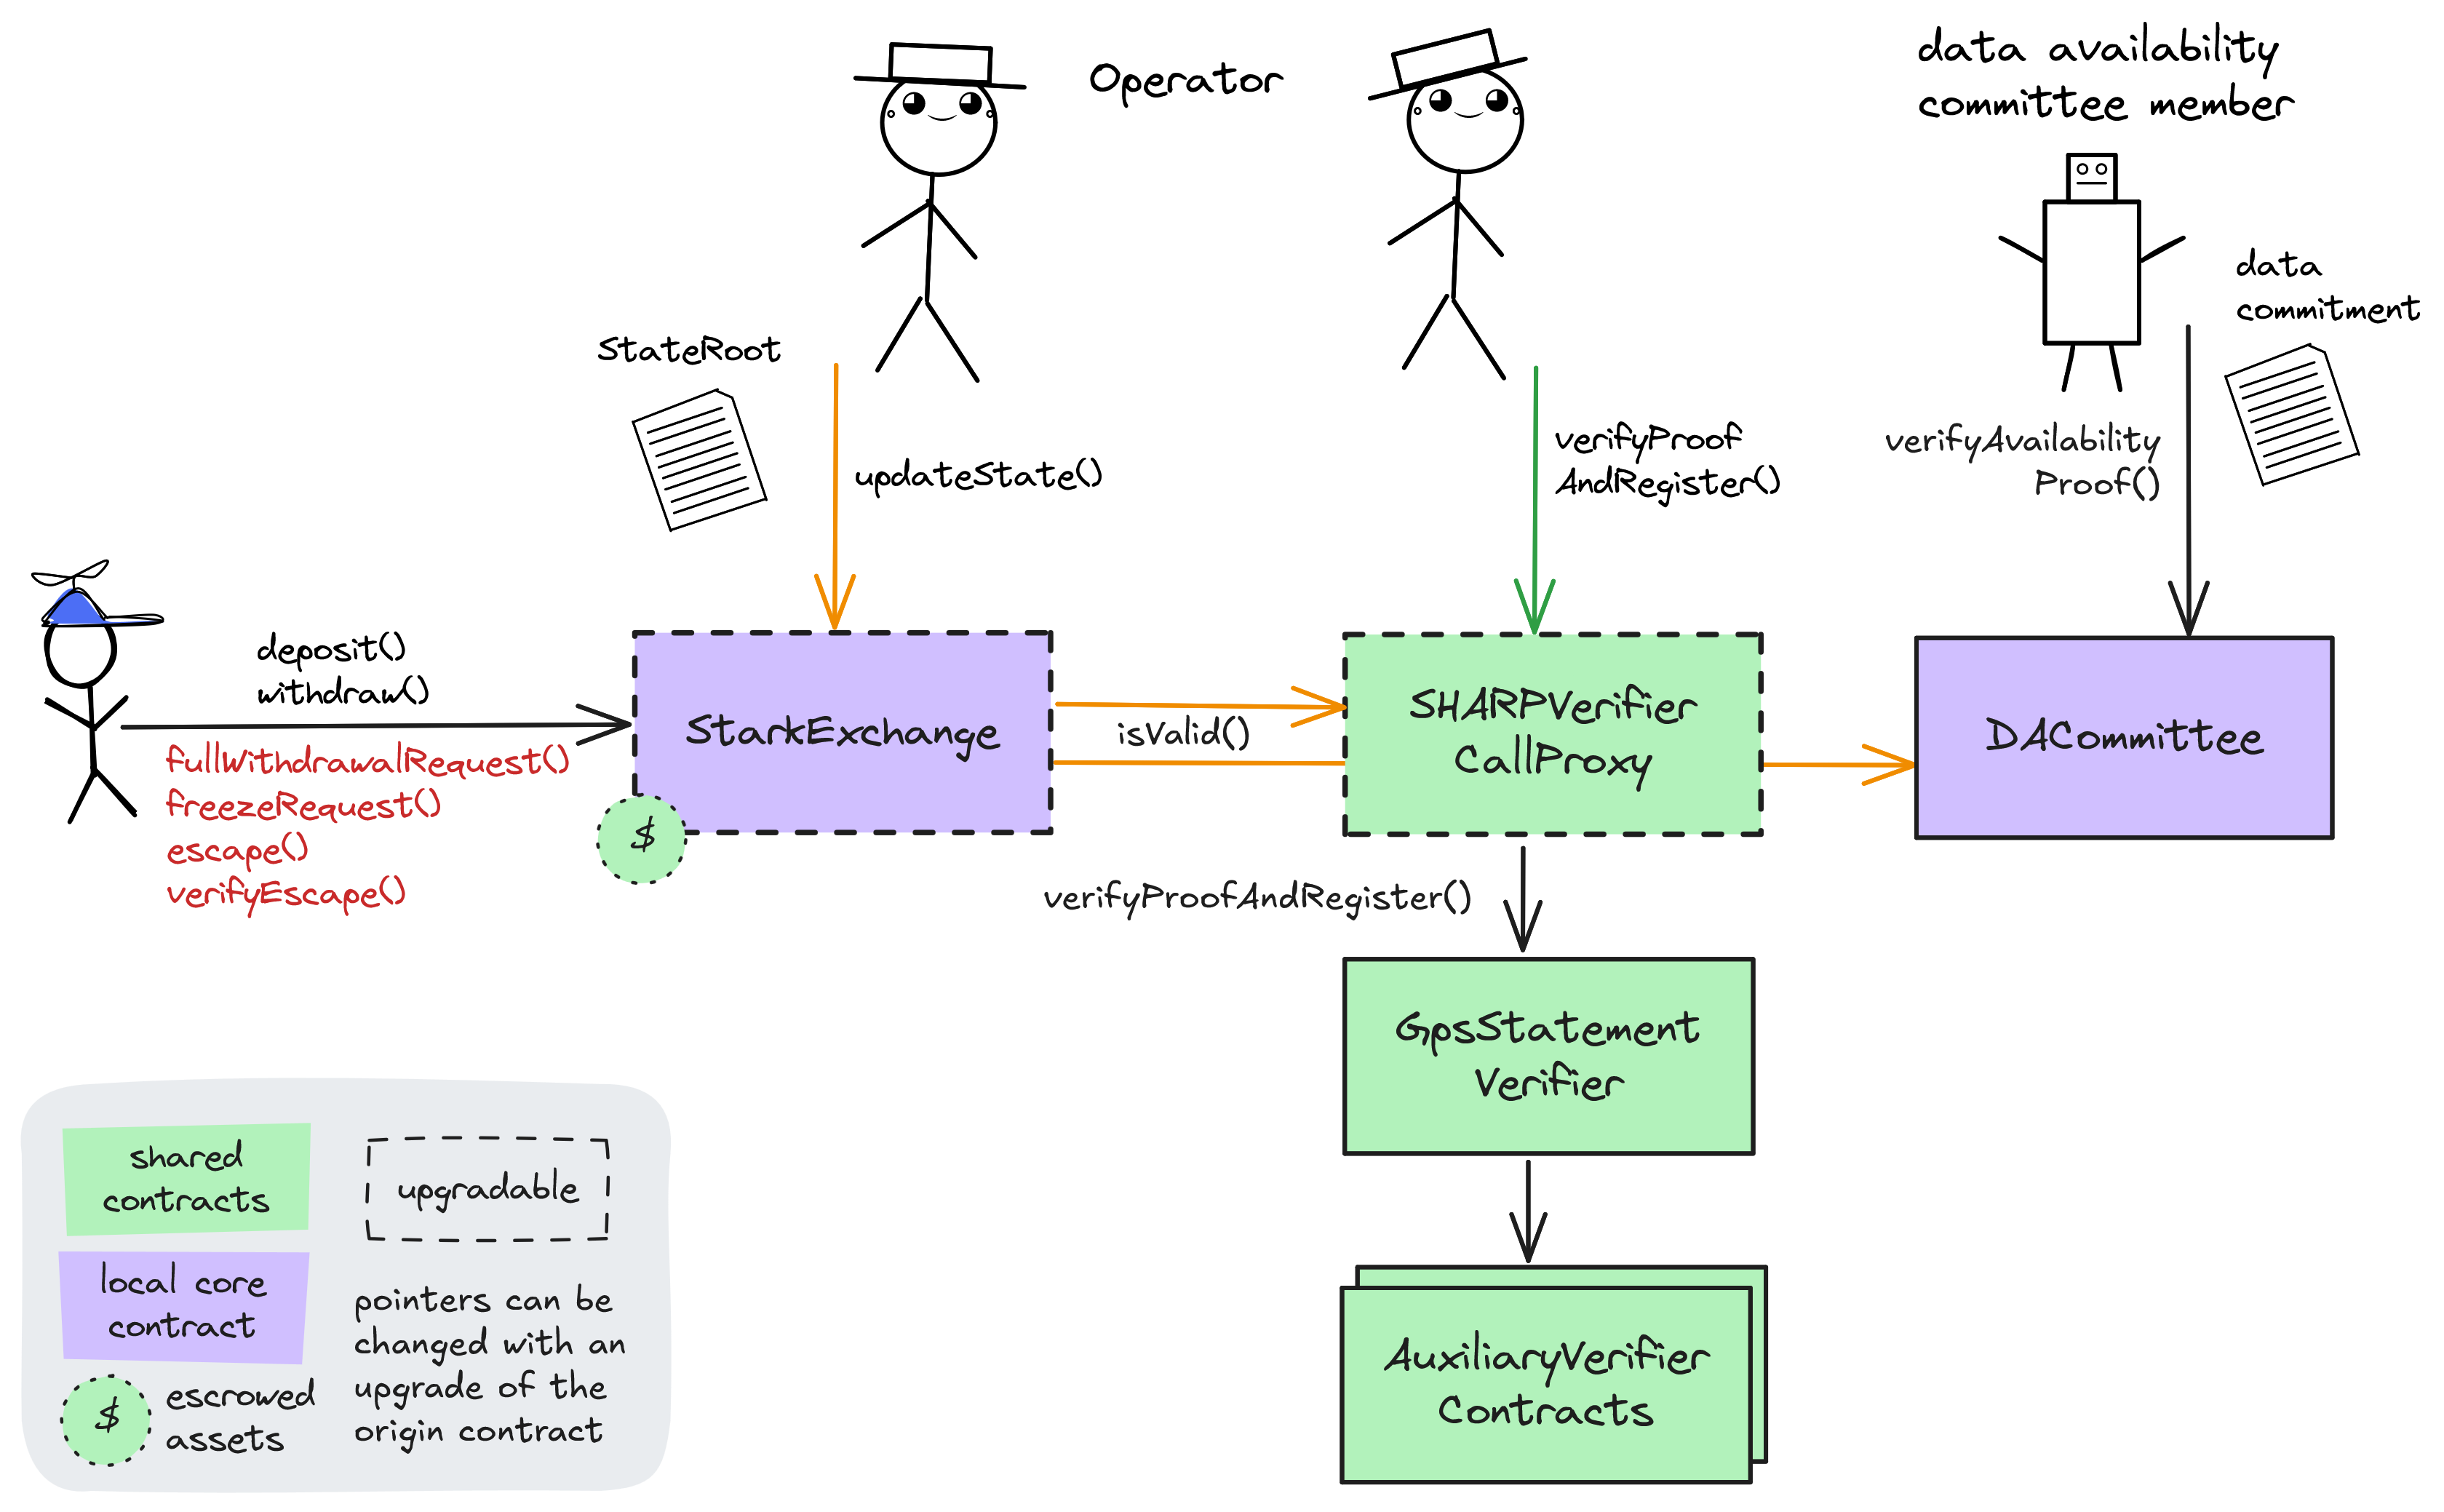 Operator
data availability
committee member
data
commitment
StateRoot
updateState()
verifyProof
AndRegister()
verifyAvailability
Proof()
deposit()
withdraw()
fullWithdrawalRequest()
freezeRequest()
escape()
verifyEscape()
StarkExchange
$
isValid()
SHARPVerifier
CallProxy
DACommittee
verifyProofAndRegister()
GpsStatement
Verifier
AuxiliaryVerifier
Contracts
shared
contracts
upgradable
local core
contract
$
escrowed
assets
pointers can be
changed with an
upgrade of the
origin contract